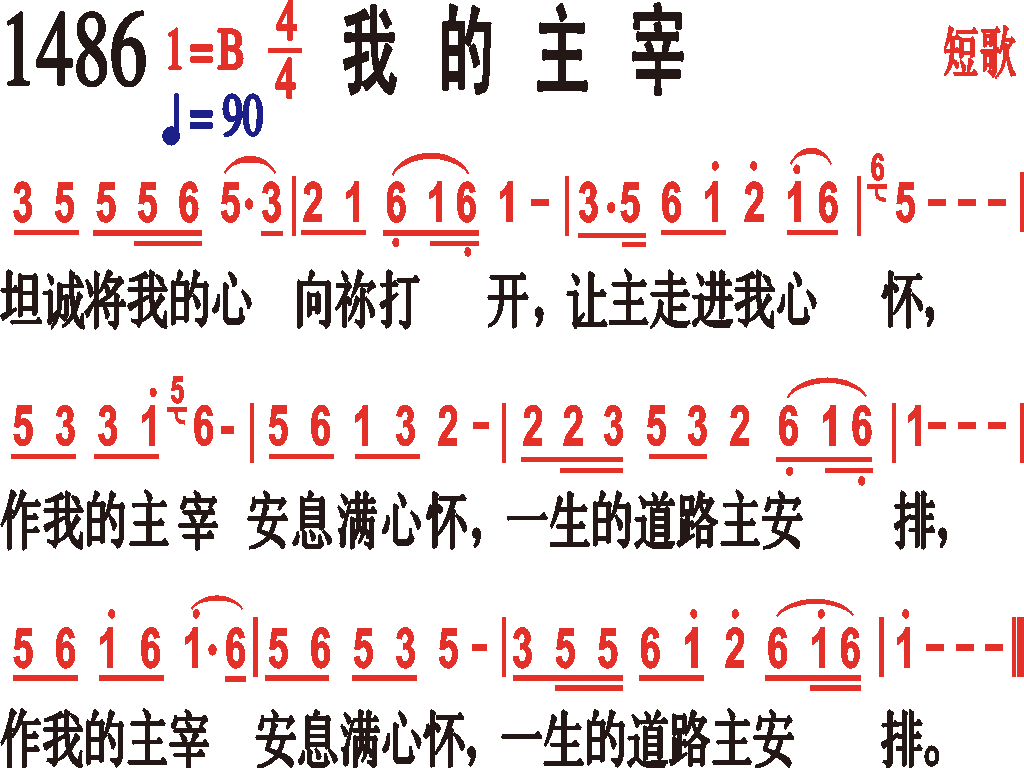 1486 1=B 4/4 我的主宰 短歌
♩=90
3 5 5 5 6 5·3 | 2 1 6 1 6 1 - | 3·5 6 1 2 1 6 | 6 5 - - - |
坦诚将我的心 向祢打 开，让主走进我心 怀，
5 3 3 1 5 6 - | 5 6 1 3 2 - | 2 2 3 5 3 2 6 1 6 | 1 - - - |
作我的主宰 安息满心怀，一生的道路主安 排，
5 6 1 6 1·6 | 5 6 5 3 5 - | 3 5 5 6 1 2 6 1 6 | 1 - - - ‖
作我的主宰 安息满心怀，一生的道路主安 排。